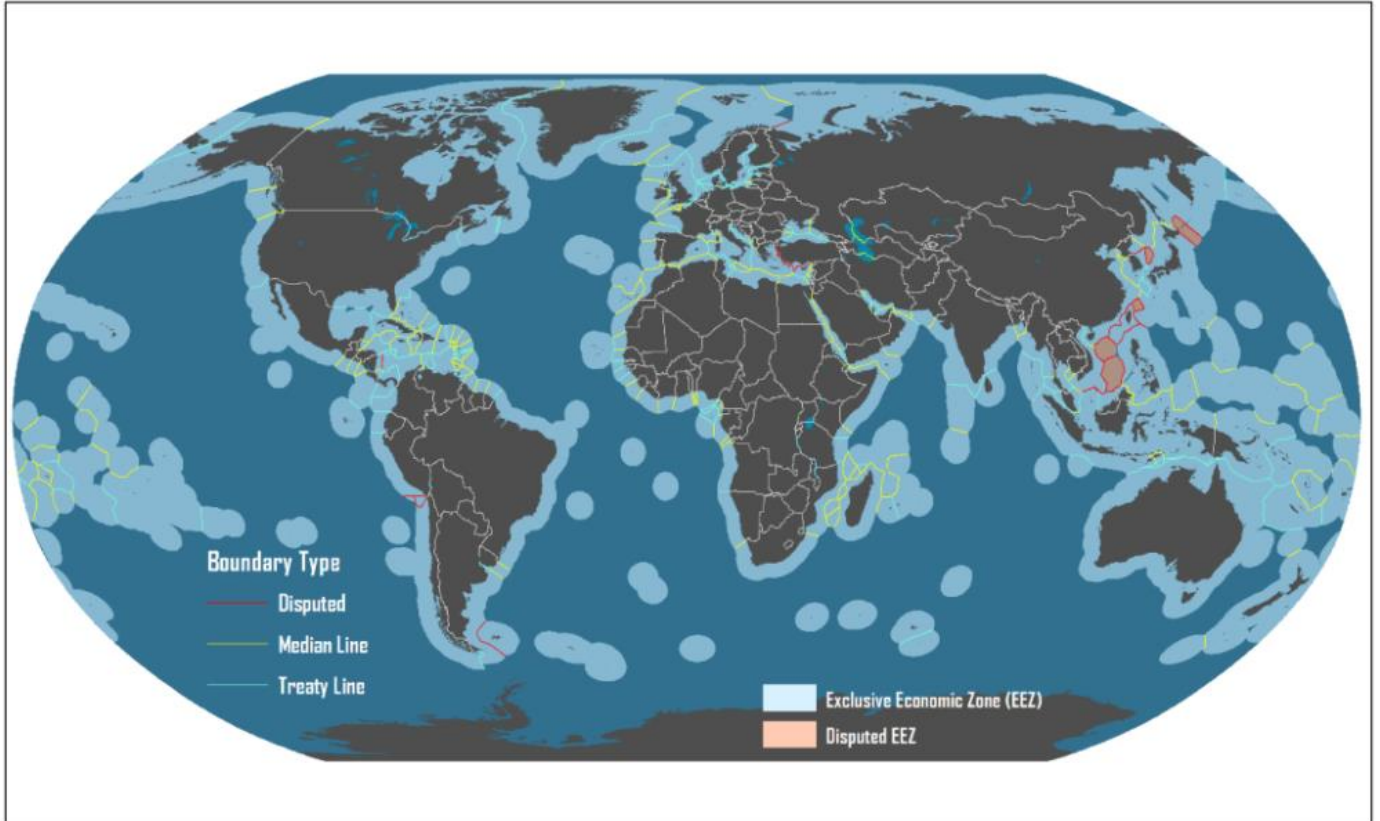 Boundary Type
Disputed
Median Line
Treaty Line
Exclusive Economic Zone (EEZ)
Disputed EEZ